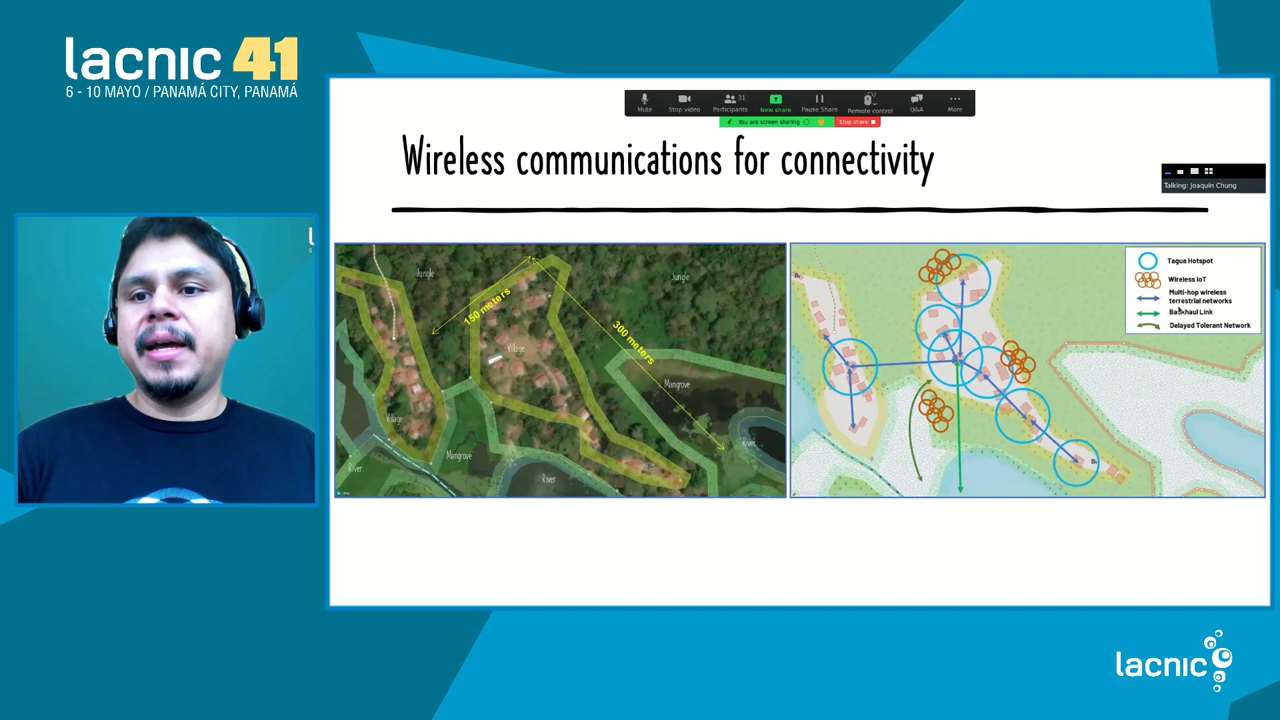 lacnic 41
6 - 10 MAYO / PANAMÁ CITY, PANAMÁ
Mute
Stop video
Participants
31
New share
Pause Share
Remote control
Q&A
More
You are screen sharing
Stop share
Wireless communications for connectivity
Talking: Joaquín Chung
Jungle
Jungle
150 meters
300 meters
Village
Mangrove
Village
River
Mangrove
River
River
Tagua Hotspot
Wireless IoT
Multi-hop wireless
terrestrial networks
Backhaul Link
Delayed Tolerant Network
lacnic